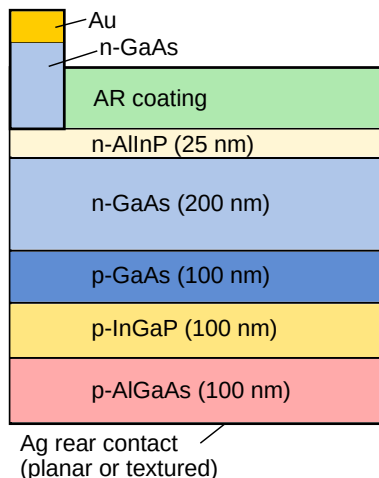 Au
n-GaAs
AR coating
n-AlInP (25 nm)
n-GaAs (200 nm)
p-GaAs (100 nm)
p-InGaP (100 nm)
p-AlGaAs (100 nm)
Ag rear contact
(planar or textured)